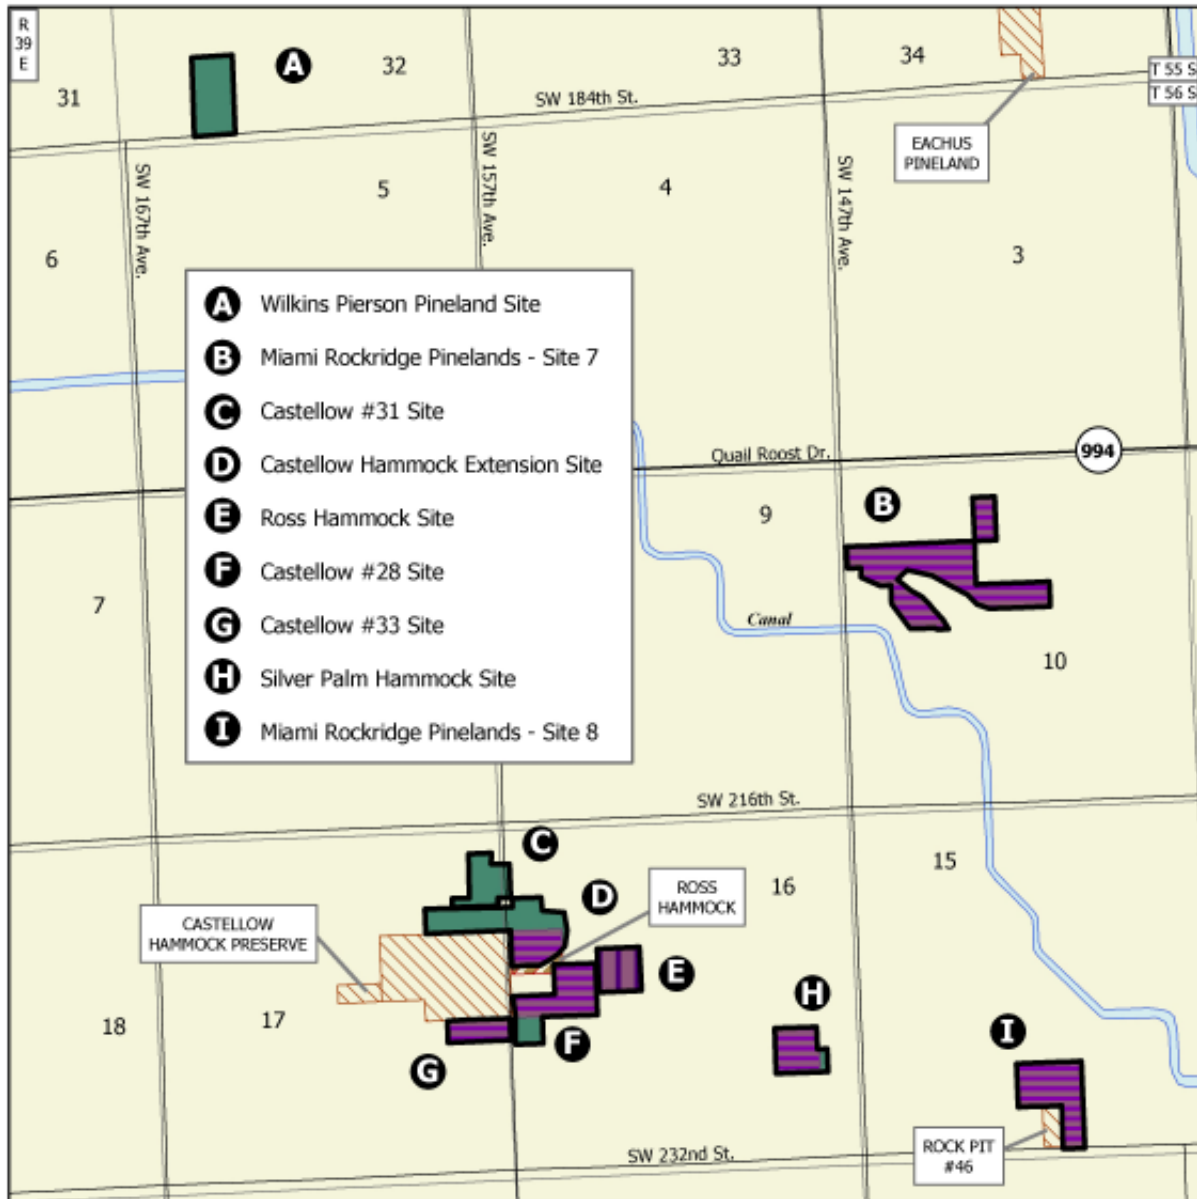 R
39
E
31
A
32
33
34
T 55 S
T 56 S
SW 184th St.
EACHUS
PINELAND
SW 167th Ave.
SW 157th Ave.
SW 147th Ave.
6
5
4
3
A Wilkins Pierson Pineland Site
B Miami Rockridge Pinelands - Site 7
C Castellow #31 Site
D Castellow Hammock Extension Site
E Ross Hammock Site
F Castellow #28 Site
G Castellow #33 Site
H Silver Palm Hammock Site
I Miami Rockridge Pinelands - Site 8
Quail Roost Dr.
994
9
B
7
Canal
10
SW 216th St.
C
15
16
D
ROSS
HAMMOCK
CASTELLOW
HAMMOCK PRESERVE
E
H
18
17
I
F
G
SW 232nd St.
ROCK PIT
#46